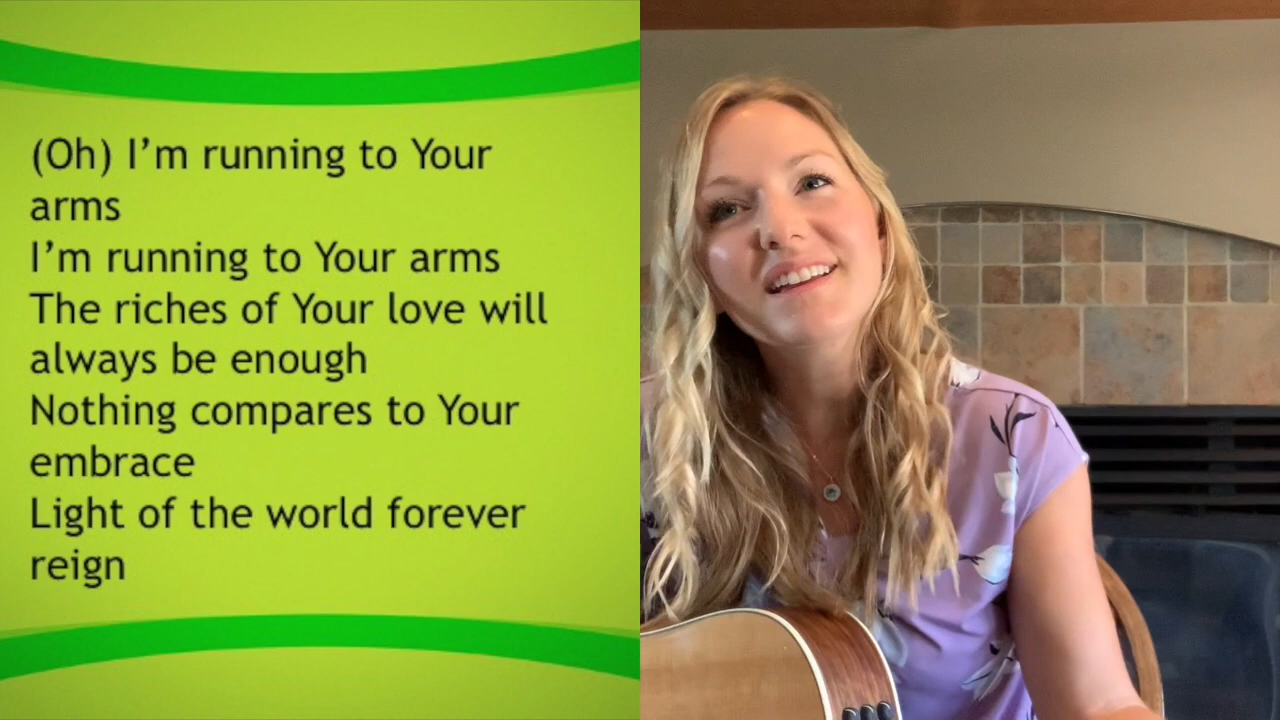 (Oh) I’m running to Your
arms
I’m running to Your arms
The riches of Your love will
always be enough
Nothing compares to Your
embrace
Light of the world forever
reign